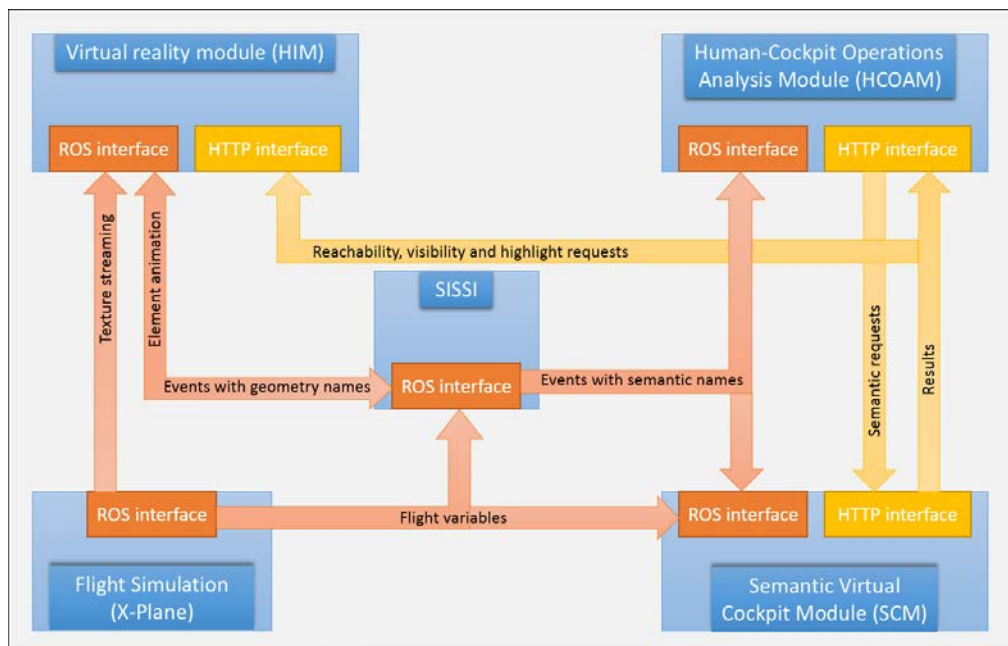 Virtual reality module (HIM)
Human-Cockpit Operations
Analysis Module (HCOAM)
ROS interface
HTTP interface
ROS interface
HTTP interface
Texture streaming
Element animation
Reachability, visibility and highlight requests
SISSI
Semantic requests
Results
Events with geometry names
ROS interface
Events with semantic names
ROS interface
Flight variables
ROS interface
HTTP interface
Flight Simulation
(X-Plane)
Semantic Virtual
Cockpit Module (SCM)